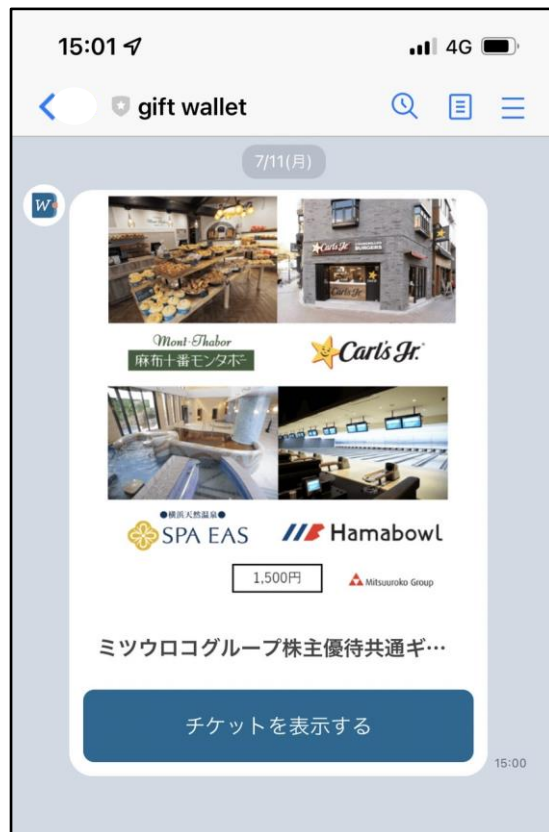 15:01
4G
gift wallet
7/11(月)
W
Carl's Jr.
Mont-Thabor
麻布十番モンタボー
Carl's Jr.
●横浜天然温泉●
SPA EAS
Hamabowl
1,500円
Mitsuuroko Group
ミツウロコグループ株主優待共通ギ…
チケットを表示する
15:00